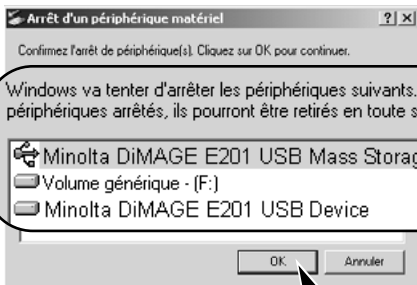 Arrêt d'un périphérique matériel
Confirmez l'arrêt de périphérique(s). Cliquez sur OK pour continuer.
Windows va tenter d'arrêter les périphériques suivants.
périphériques arrêtés, ils pourront être retirés en toute s
Minolta DiMAGE E201 USB Mass Storag
Volume générique - (F:)
Minolta DiMAGE E201 USB Device
OK
Annuler